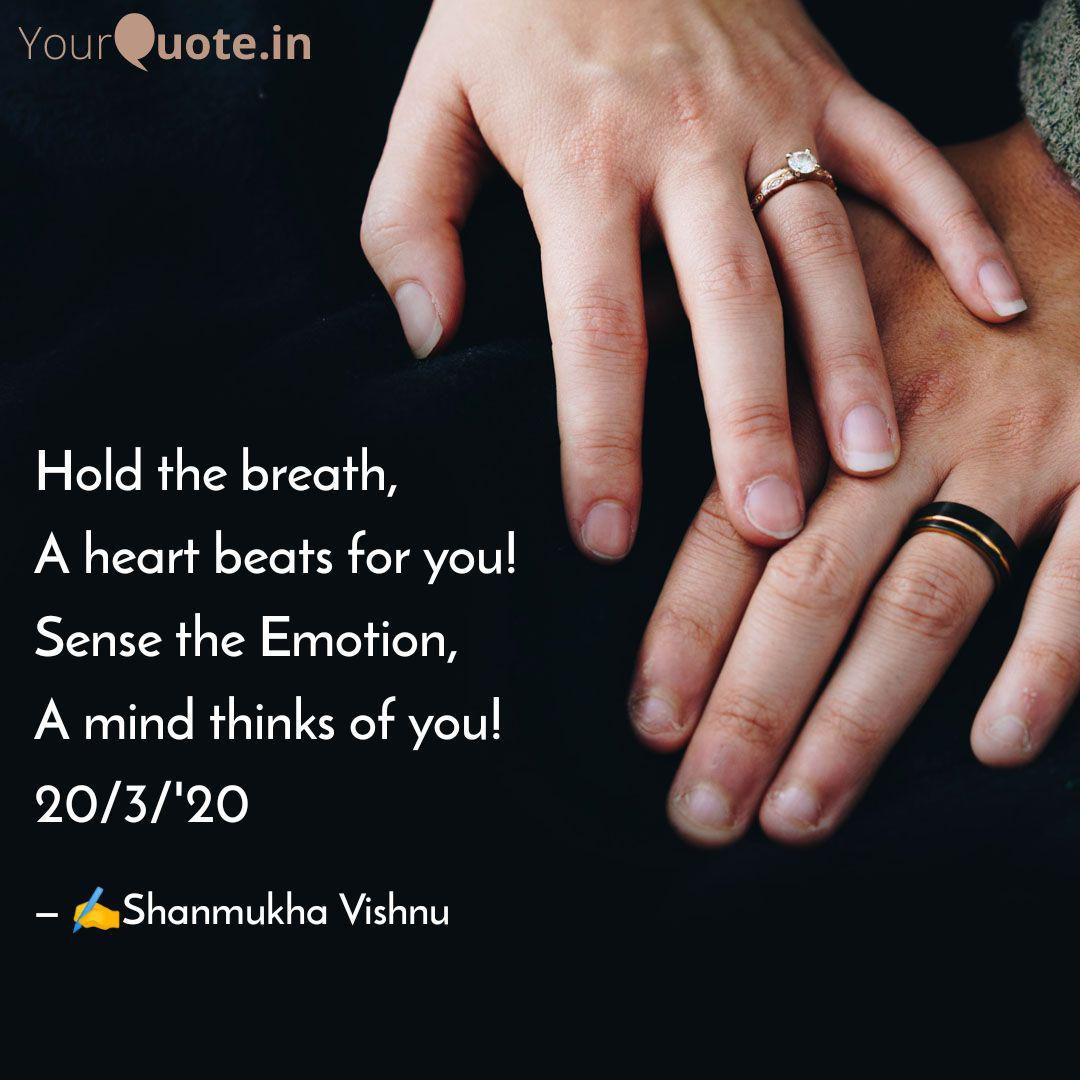 YourQuote.in
Hold the breath,
A heart beats for you!
Sense the Emotion,
A mind thinks of you!
20/3/'20
– ✍Shanmukha Vishnu